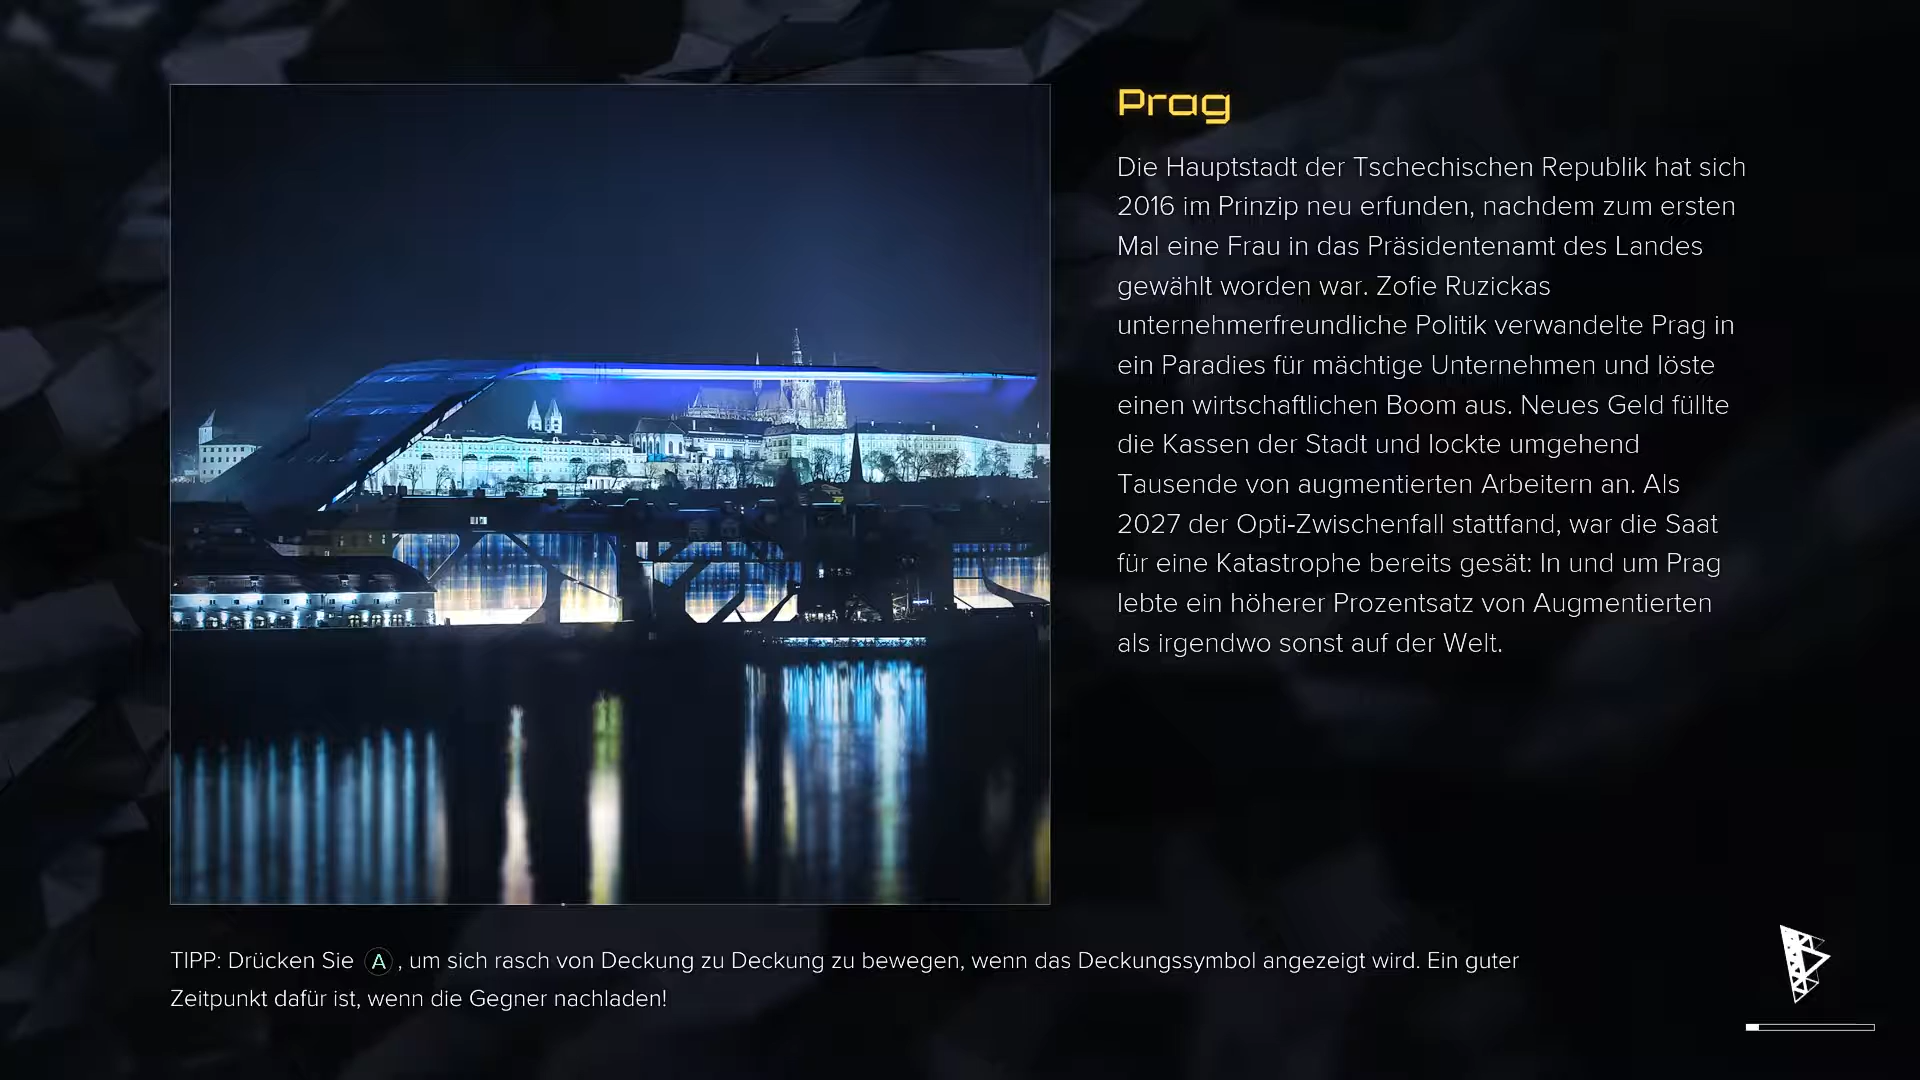 Prag
Die Hauptstadt der Tschechischen Republik hat sich
2016 im Prinzip neu erfunden, nachdem zum ersten
Mal eine Frau in das Präsidentenamt des Landes
gewählt worden war. Zofie Ruzickas
unternehmerfreundliche Politik verwandelte Prag in
ein Paradies für mächtige Unternehmen und löste
einen wirtschaftlichen Boom aus. Neues Geld füllte
die Kassen der Stadt und lockte umgehend
Tausende von augmentierten Arbeitern an. Als
2027 der Opti-Zwischenfall stattfand, war die Saat
für eine Katastrophe bereits gesät: In und um Prag
lebte ein höherer Prozentsatz von Augmentierten
als irgendwo sonst auf der Welt.
TIPP: Drücken Sie A, um sich rasch von Deckung zu Deckung zu bewegen, wenn das Deckungssymbol angezeigt wird. Ein guter
Zeitpunkt dafür ist, wenn die Gegner nachladen!